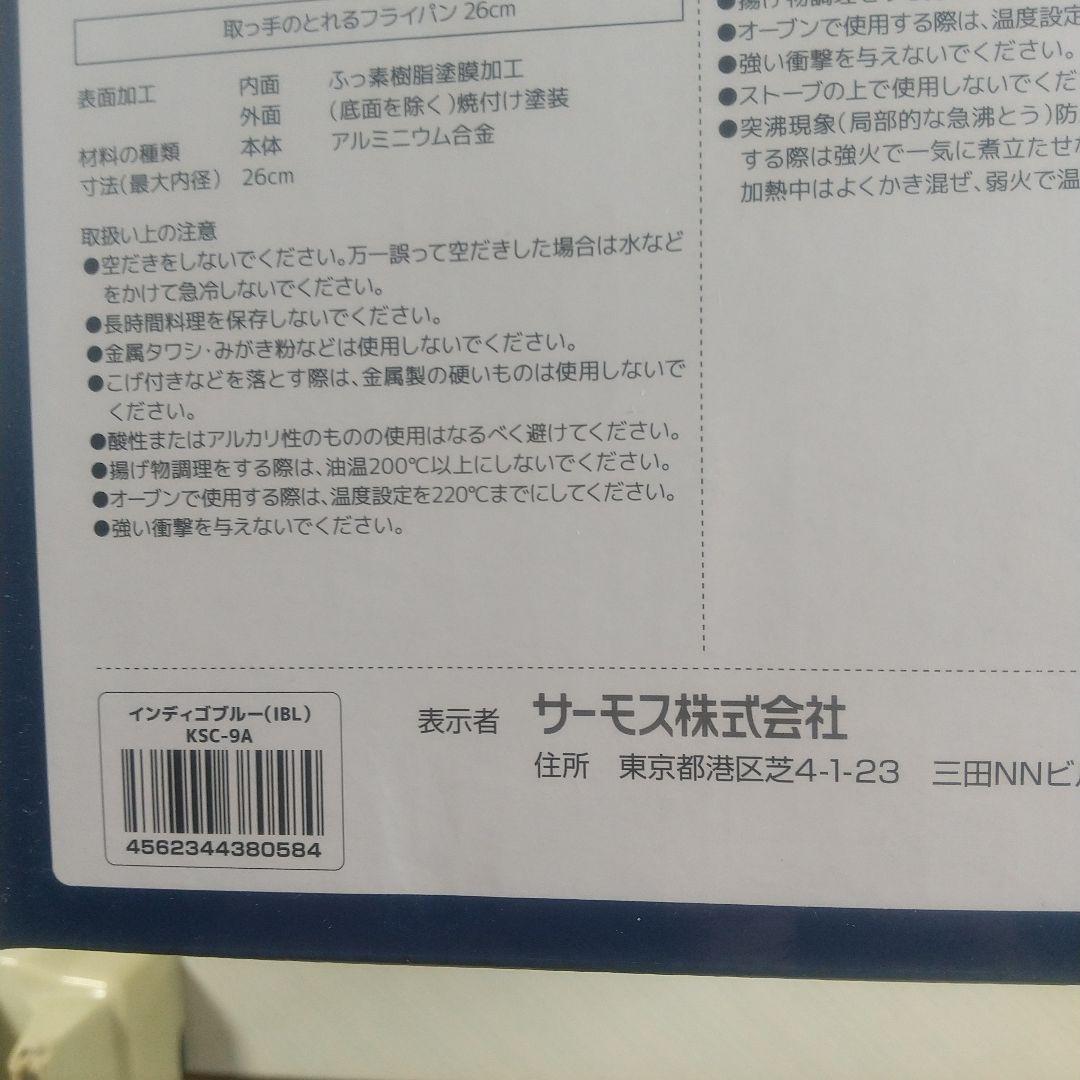 取っ手のとれるフライパン 26cm
表面加工 内面 ふっ素樹脂塗膜加工
外面 (底面を除く)焼付け塗装
材料の種類 本体 アルミニウム合金
寸法(最大内径) 26cm
取扱い上の注意
●空だきをしないでください。万一誤って空だきした場合は水など
をかけて急冷しないでください。
●長時間料理を保存しないでください。
●金属タワシ・みがき粉などは使用しないでください。
●こげ付きなどを落とす際は、金属製の硬いものは使用しないで
ください。
●酸性またはアルカリ性のものの使用はなるべく避けてください。
●揚げ物調理をする際は、油温200℃以上にしないでください。
●オーブンで使用する際は、温度設定を220℃までにしてください。
●強い衝撃を与えないでください。
●オーブンで使用する際は、温度設定
●強い衝撃を与えないでください。
●ストーブの上で使用しないでくだ
●突沸現象(局部的な急沸とう)防
する際は強火で一気に煮立たせ
加熱中はよくかき混ぜ、弱火で温
インディゴブルー(IBL)
KSC-9A
4562344380584
表示者 サーモス株式会社
住所 東京都港区芝4-1-23 三田NNビ